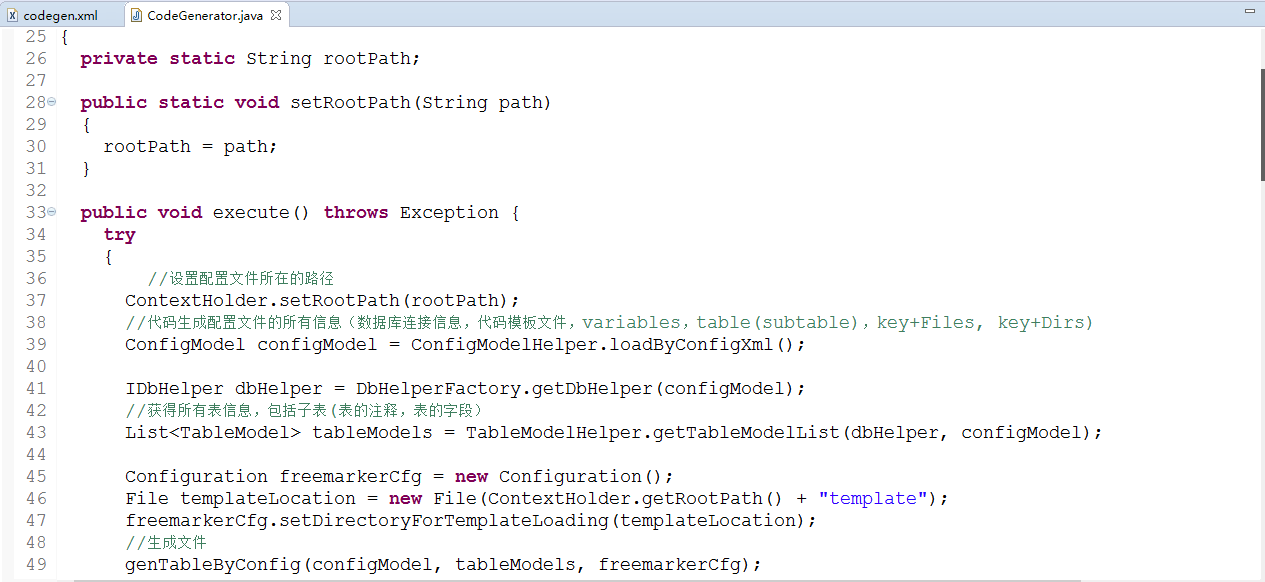 codegen.xml CodeGenerator.java
25 {
26 private static String rootPath;
27
28 public static void setRootPath(String path)
29 {
30 rootPath = path;
31 }
32
33 public void execute() throws Exception {
34 try
35 {
36 //设置配置文件所在的路径
37 ContextHolder.setRootPath(rootPath);
38 //代码生成配置文件的所有信息（数据库连接信息，代码模板文件，variables，table(subtable)，key+Files, key+Dirs)
39 ConfigModel configModel = ConfigModelHelper.loadByConfigXml();
40
41 IDbHelper dbHelper = DbHelperFactory.getDbHelper(configModel);
42 //获得所有表信息，包括子表(表的注释，表的字段）
43 List<TableModel> tableModels = TableModelHelper.getTableModelList(dbHelper, configModel);
44
45 Configuration freemarkerCfg = new Configuration();
46 File templateLocation = new File(ContextHolder.getRootPath() + "template");
47 freemarkerCfg.setDirectoryForTemplateLoading(templateLocation);
48 //生成文件
49 genTableByConfig(configModel, tableModels, freemarkerCfg);